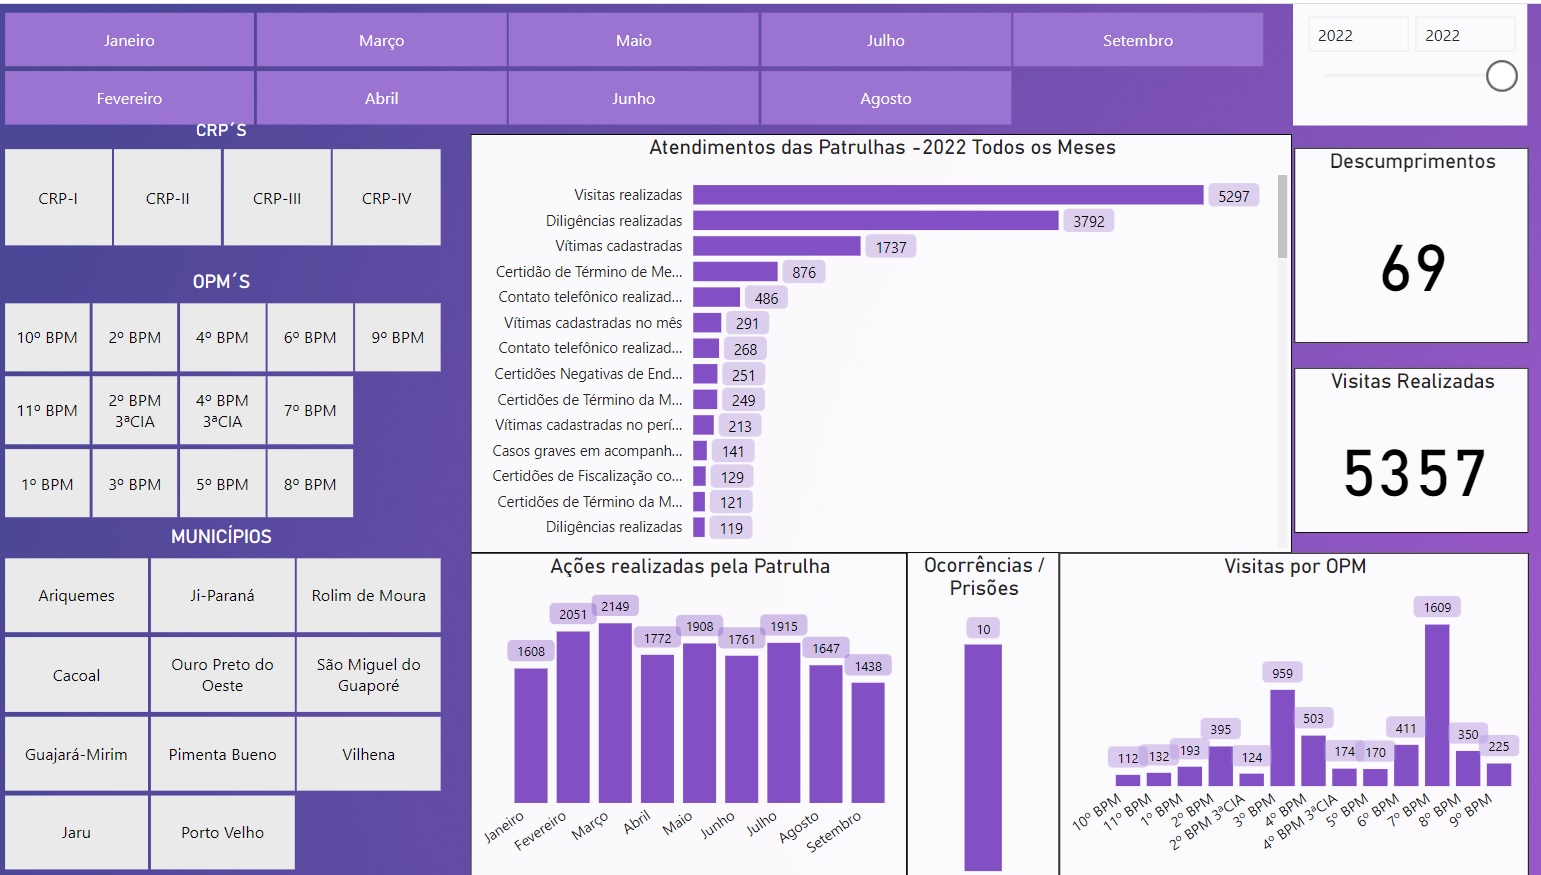 Janeiro
Março
Maio
Julho
Setembro
2022
2022
Fevereiro
Abril
Junho
Agosto
CRP´S
CRP-I
CRP-II
CRP-III
CRP-IV
OPM´S
10º BPM
2º BPM
4º BPM
6º BPM
9º BPM
11º BPM
2º BPM
3ªCIA
4º BPM
3ªCIA
7º BPM
1º BPM
3º BPM
5º BPM
8º BPM
MUNICÍPIOS
Ariquemes
Ji-Paraná
Rolim de Moura
Cacoal
Ouro Preto do
Oeste
São Miguel do
Guaporé
Guajará-Mirim
Pimenta Bueno
Vilhena
Jaru
Porto Velho
Atendimentos das Patrulhas -2022 Todos os Meses
Visitas realizadas 5297
Diligências realizadas 3792
Vítimas cadastradas 1737
Certidão de Término de Me... 876
Contato telefônico realizad... 486
Vítimas cadastradas no mês 291
Contato telefônico realizad... 268
Certidões Negativas de End... 251
Certidões de Término da M... 249
Vítimas cadastradas no perí... 213
Casos graves em acompanh... 141
Certidões de Fiscalização co... 129
Certidões de Término da M... 121
Diligências realizadas 119
Descumprimentos
69
Visitas Realizadas
5357
Ações realizadas pela Patrulha
1608
2051
2149
1772
1908
1761
1915
1647
1438
Janeiro
Fevereiro
Março
Abril
Maio
Junho
Julho
Agosto
Setembro
Ocorrências /
Prisões
10
Visitas por OPM
112
132
193
395
124
959
503
174
170
411
1609
350
225
10º BPM
11º BPM
1º BPM
2º BPM
2º BPM 3ªCIA
3º BPM
4º BPM
4º BPM 3ªCIA
5º BPM
6º BPM
7º BPM
8º BPM
9º BPM